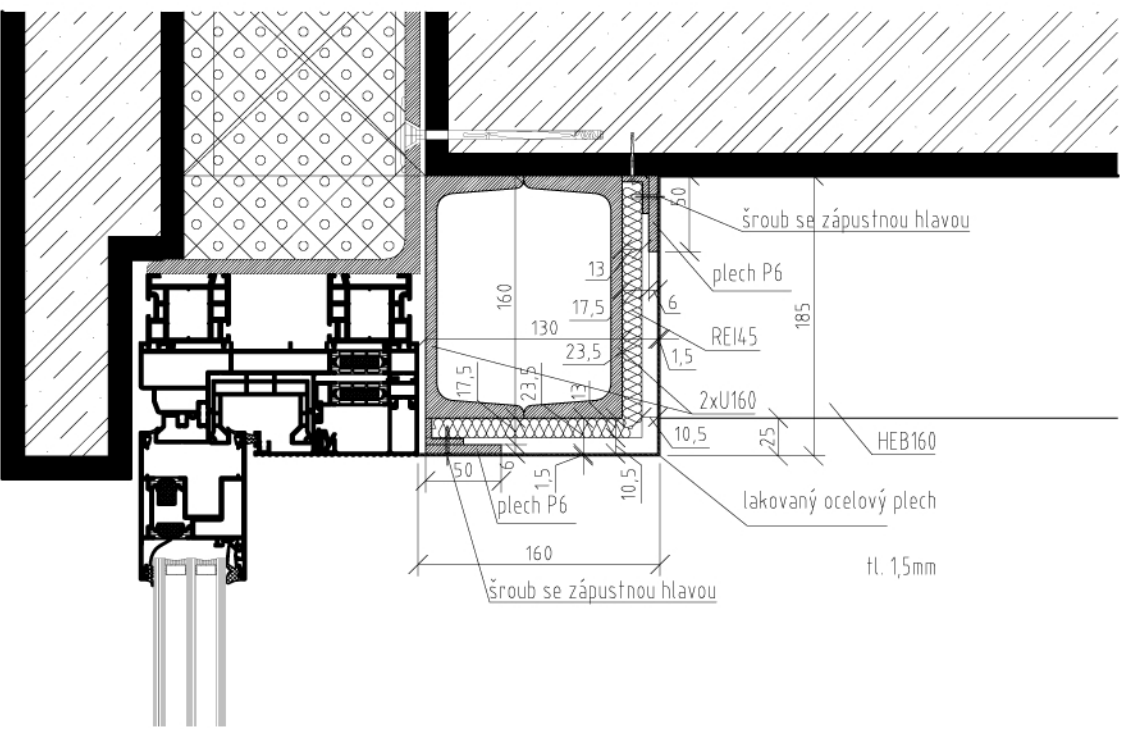 50
šroub se zápustnou hlavou
13
plech P6
160
17,5
6
185
130
REI45
23,5
1,5
17,5
23,5
13
2xU160
10,5
25
HEB160
50
6
1,5
10,5
plech P6
lakovaný ocelový plech
160
tl. 1,5mm
šroub se zápustnou hlavou